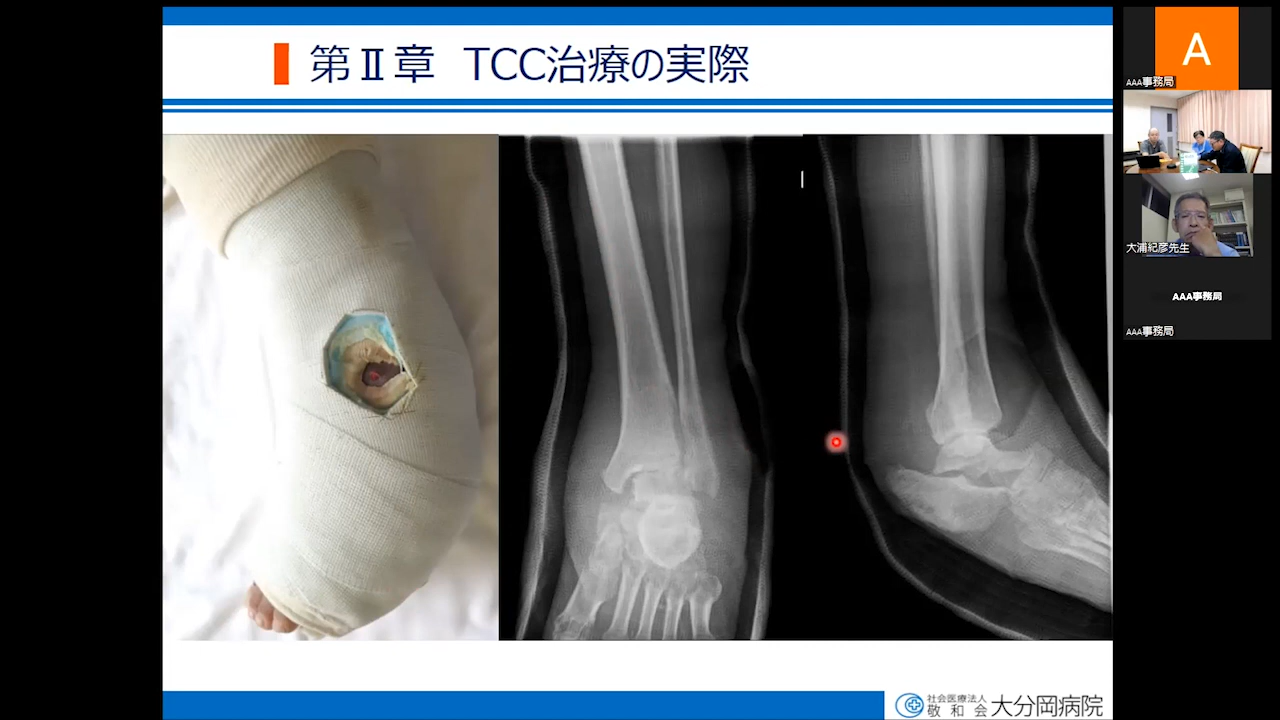 第Ⅱ章 TCC治療の実際
A
AAA事務局
大浦紀彦先生
AAA事務局
AAA事務局
社会医療法人
敬和会
大分岡病院